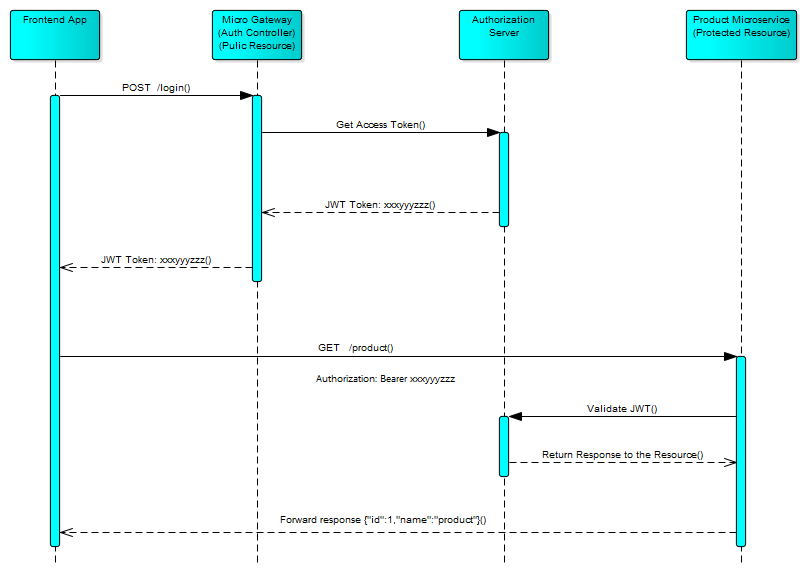 Frontend App
Micro Gateway
(Auth Controller)
(Pulic Resource)
Authorization
Server
Product Microservice
(Protected Resource)
POST /login()
Get Access Token()
JWT Token: xxxyyyzzz()
JWT Token: xxxyyyzzz()
GET /product()
Authorization: Bearer xxxyyyzzz
Validate JWT()
Return Response to the Resource()
Forward response {"id":1,"name":"product"}()